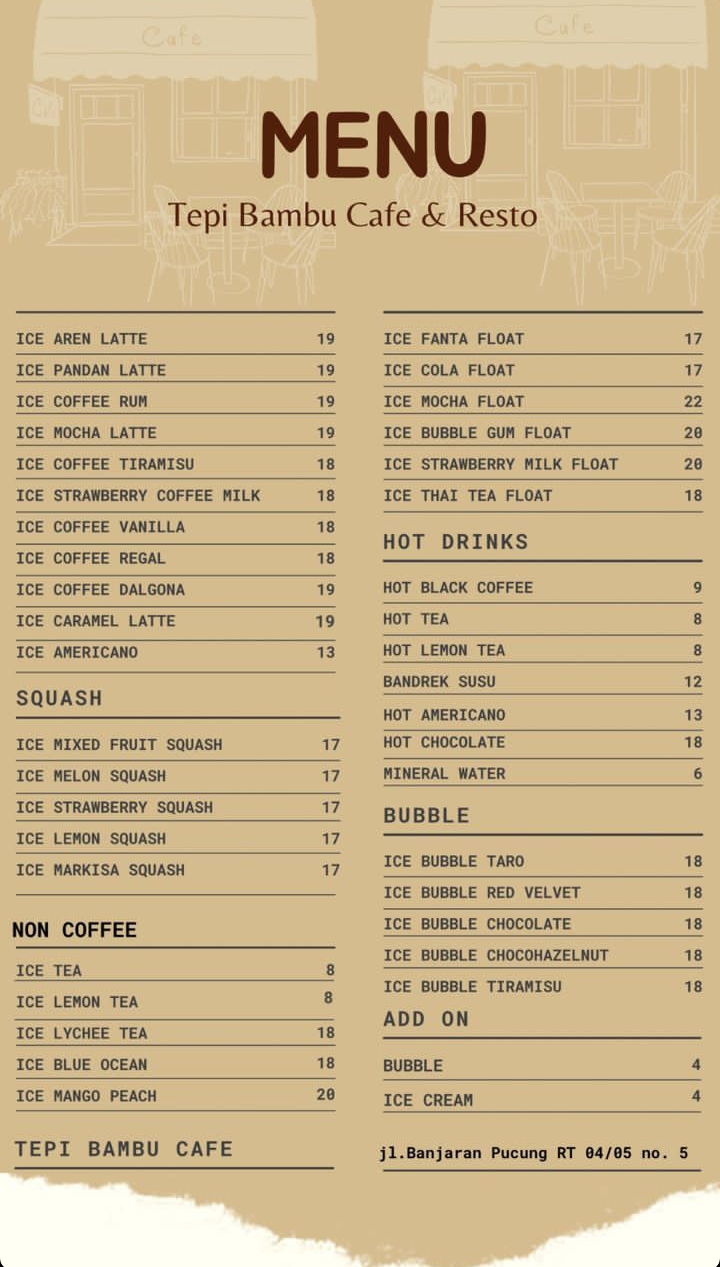 Cafe
Cafe
MENU
Tepi Bambu Cafe & Resto
ICE AREN LATTE 19
ICE PANDAN LATTE 19
ICE COFFEE RUM 19
ICE MOCHA LATTE 19
ICE COFFEE TIRAMISU 18
ICE STRAWBERRY COFFEE MILK 18
ICE COFFEE VANILLA 18
ICE COFFEE REGAL 18
ICE COFFEE DALGONA 19
ICE CARAMEL LATTE 19
ICE AMERICANO 13
SQUASH
ICE MIXED FRUIT SQUASH 17
ICE MELON SQUASH 17
ICE STRAWBERRY SQUASH 17
ICE LEMON SQUASH 17
ICE MARKISA SQUASH 17
NON COFFEE
ICE TEA 8
ICE LEMON TEA 8
ICE LYCHEE TEA 18
ICE BLUE OCEAN 18
ICE MANGO PEACH 20
TEPI BAMBU CAFE
ICE FANTA FLOAT 17
ICE COLA FLOAT 17
ICE MOCHA FLOAT 22
ICE BUBBLE GUM FLOAT 20
ICE STRAWBERRY MILK FLOAT 20
ICE THAI TEA FLOAT 18
HOT DRINKS
HOT BLACK COFFEE 9
HOT TEA 8
HOT LEMON TEA 8
BANDREK SUSU 12
HOT AMERICANO 13
HOT CHOCOLATE 18
MINERAL WATER 6
BUBBLE
ICE BUBBLE TARO 18
ICE BUBBLE RED VELVET 18
ICE BUBBLE CHOCOLATE 18
ICE BUBBLE CHOCOHAZELNUT 18
ICE BUBBLE TIRAMISU 18
ADD ON
BUBBLE 4
ICE CREAM 4
jl.Banjaran Pucung RT 04/05 no. 5